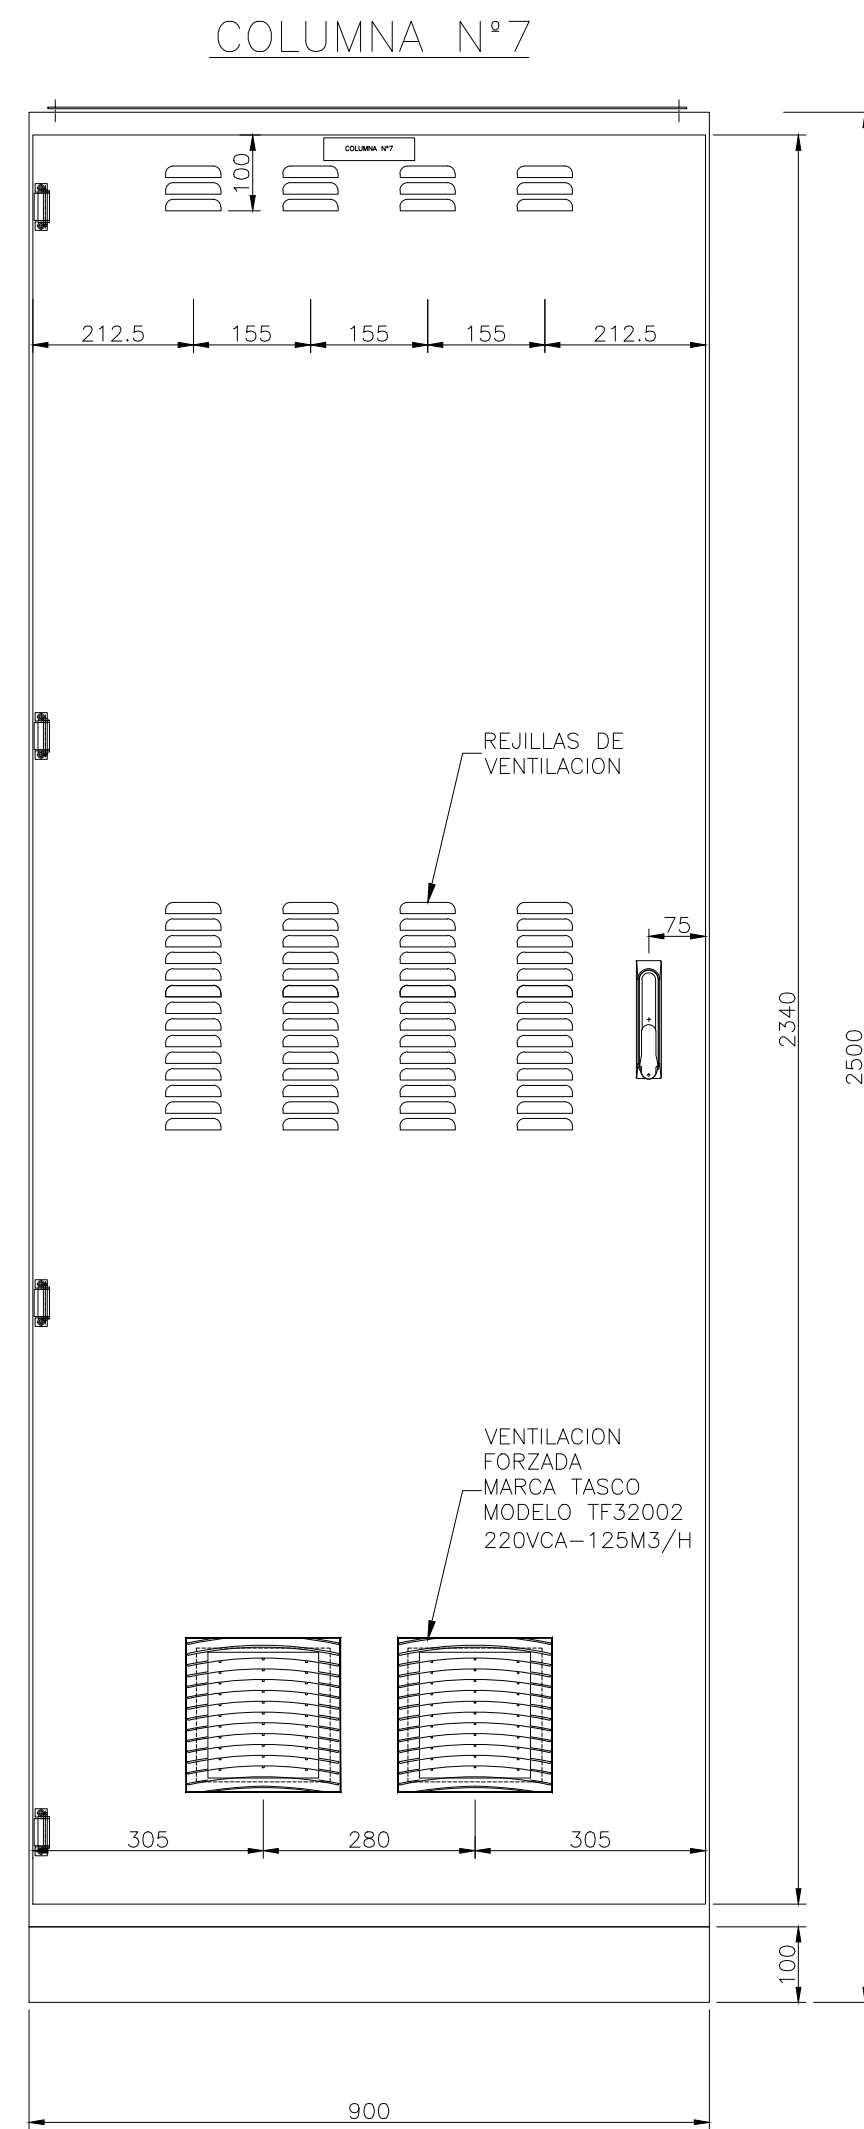 COLUMNA N°7
COLUMNA N°7
100
212.5 155 155 155 212.5
REJILLAS DE
VENTILACION
75
2340
2500
VENTILACION
FORZADA
MARCA TASCO
MODELO TF32002
220VCA-125M3/H
305 280 305
100
900